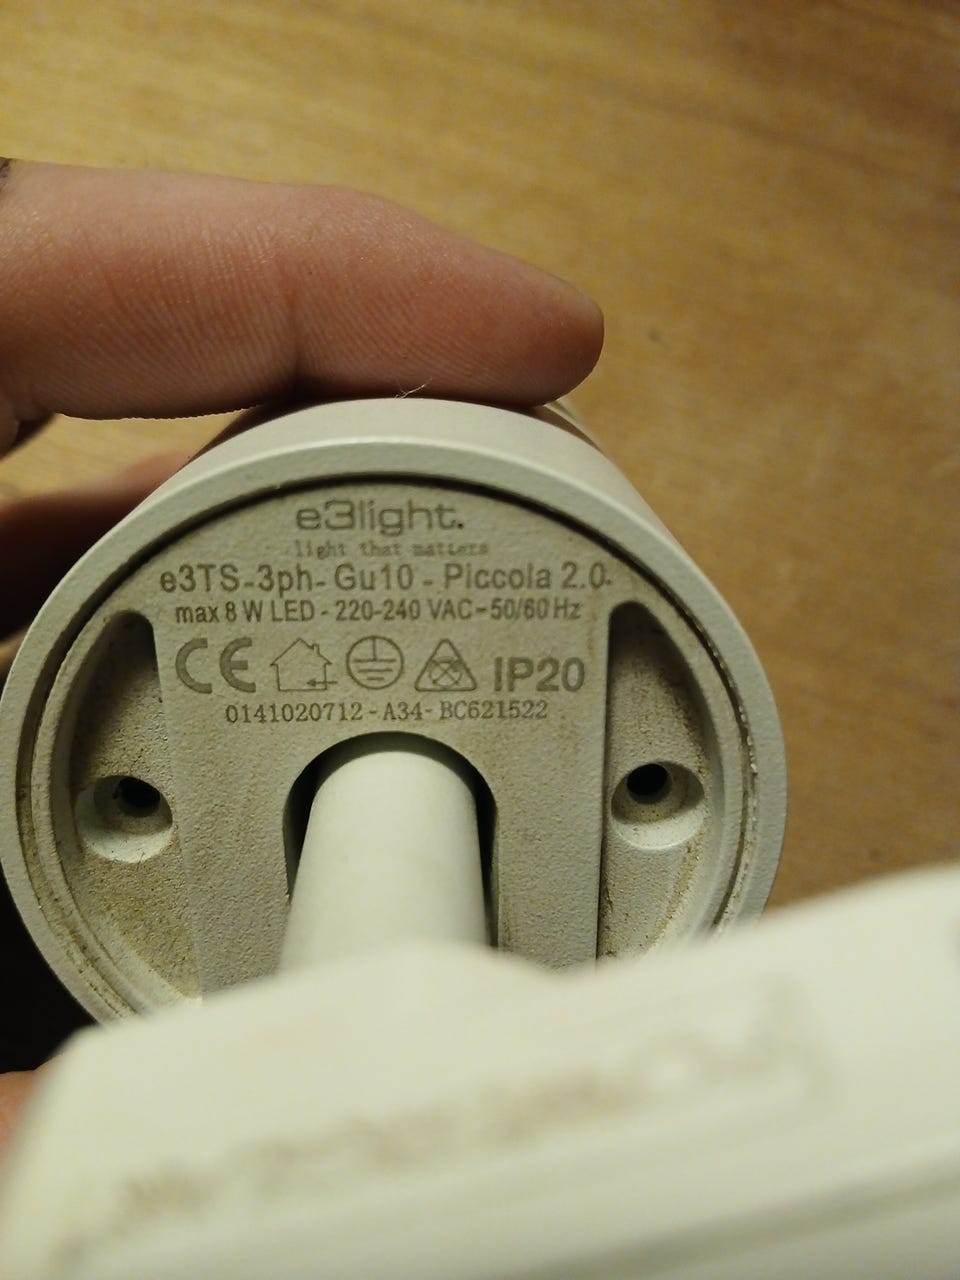 e3light.
light that matters
e3TS-3ph- Gu10 - Piccola 2.0
max 8 W LED - 220-240 VAC~50/60 Hz
CE IP20
0141020712 - A34 - BC621522